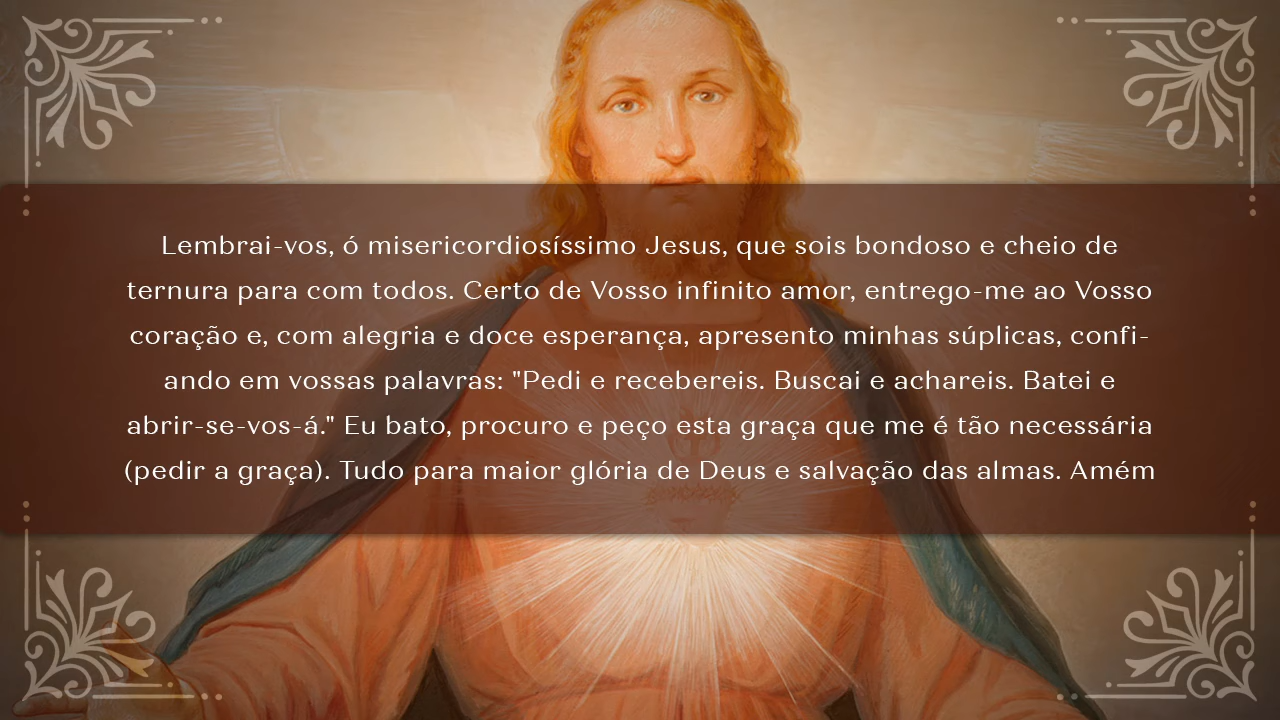 Lembrai-vos, ó misericordiosíssimo Jesus, que sois bondoso e cheio de
ternura para com todos. Certo de Vosso infinito amor, entrego-me ao Vosso
coração e, com alegria e doce esperança, apresento minhas súplicas, confi-
ando em vossas palavras: "Pedi e recebereis. Buscai e achareis. Batei e
abrir-se-vos-á." Eu bato, procuro e peço esta graça que me é tão necessária
(pedir a graça). Tudo para maior glória de Deus e salvação das almas. Amém